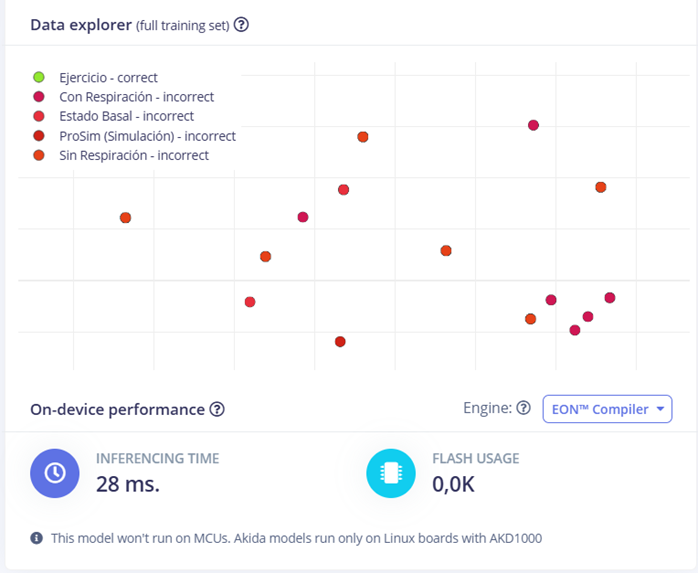 Data explorer (full training set) ?
Ejercicio - correct
Con Respiración - incorrect
Estado Basal - incorrect
ProSim (Simulación) - incorrect
Sin Respiración - incorrect
On-device performance ? Engine: ? EON™ Compiler
INFERENCING TIME
28 ms.
FLASH USAGE
0,0K
This model won't run on MCUs. Akida models run only on Linux boards with AKD1000